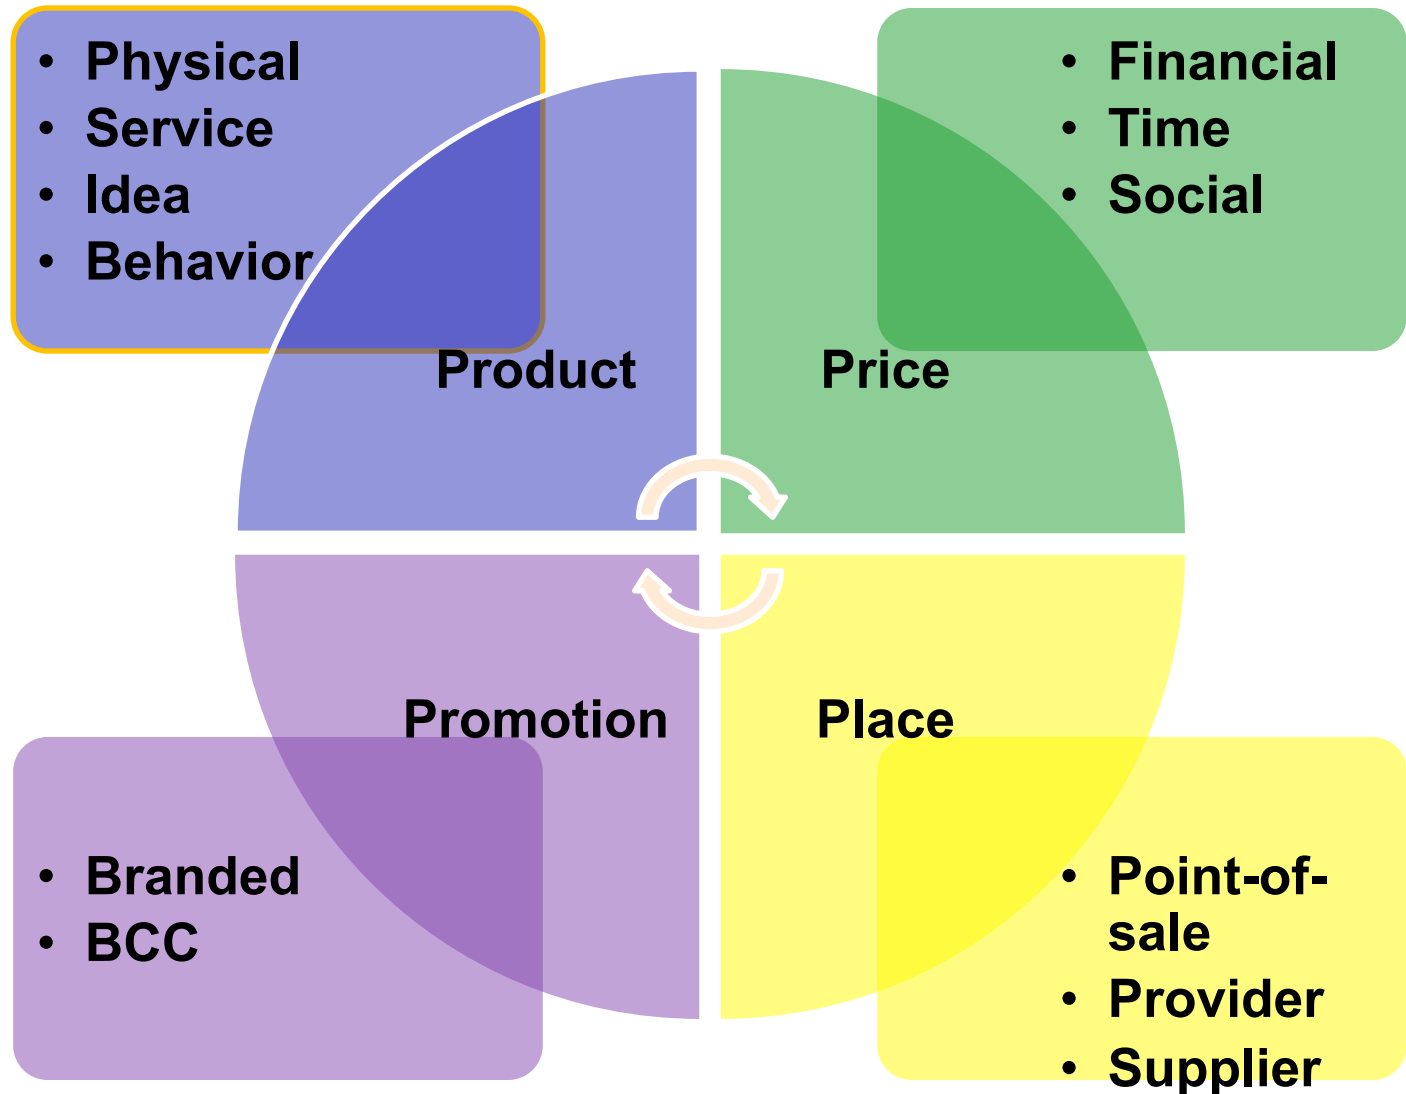 • Physical
• Service
• Idea
• Behavior
• Financial
• Time
• Social
Product
Price
Promotion
Place
• Branded
• BCC
• Point-of-
sale
• Provider
• Supplier